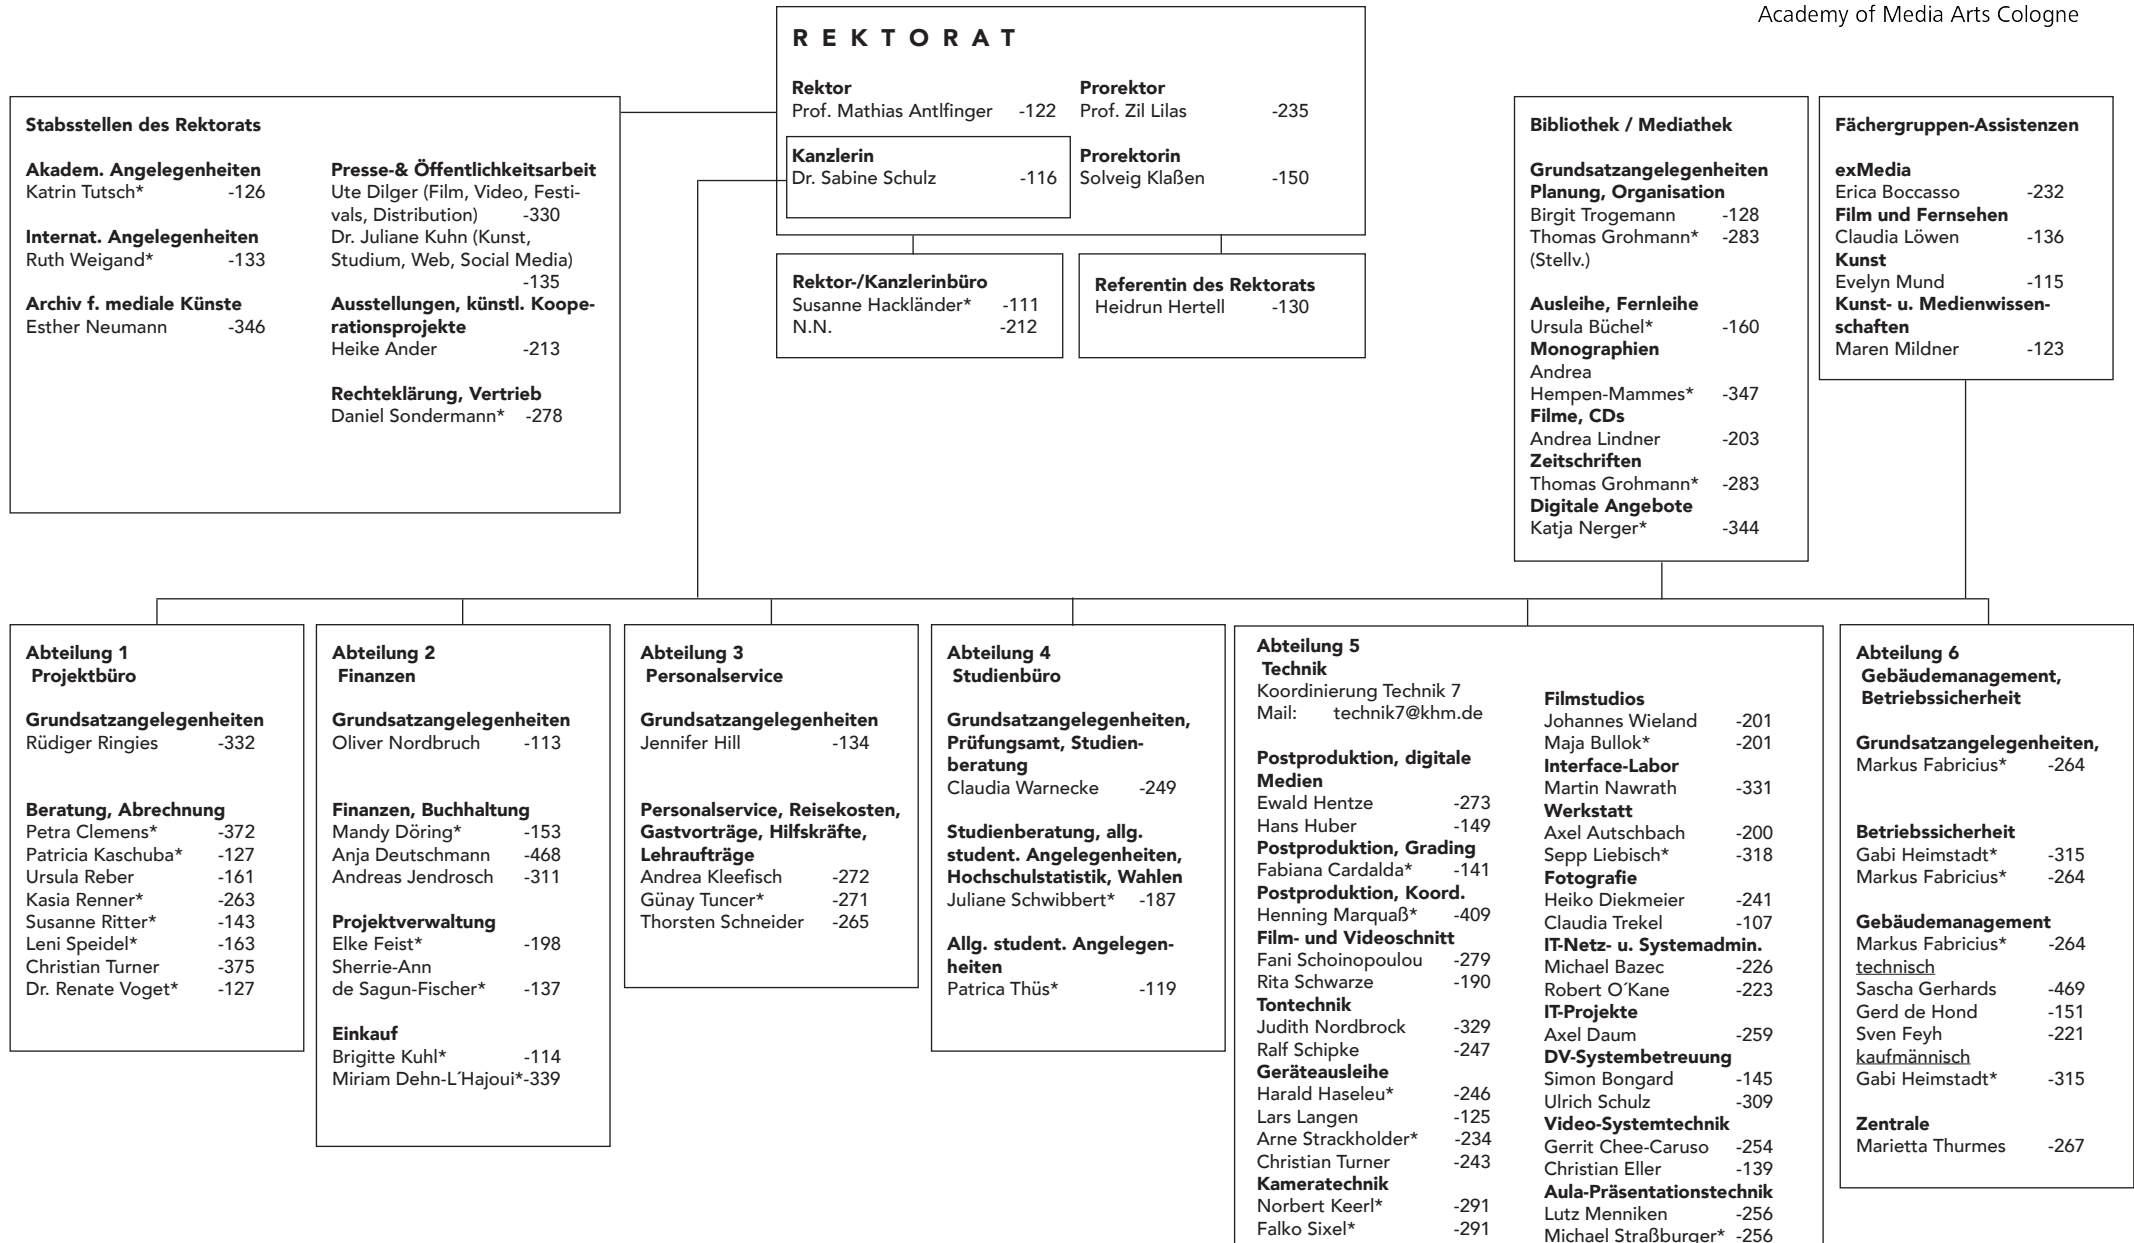 Academy of Media Arts Cologne
REKTORAT
Rektor
Prof. Mathias Antlfinger -122
Kanzlerin
Dr. Sabine Schulz -116
Prorektor
Prof. Zil Lilas -235
Prorektorin
Solveig Klaßen -150
Stabsstellen des Rektorats
Akadem. Angelegenheiten
Katrin Tutsch* -126
Internat. Angelegenheiten
Ruth Weigand* -133
Archiv f. mediale Künste
Esther Neumann -346
Presse-& Öffentlichkeitsarbeit
Ute Dilger (Film, Video, Festi-
vals, Distribution) -330
Dr. Juliane Kuhn (Kunst,
Studium, Web, Social Media)
-135
Ausstellungen, künstl. Koope-
rationsprojekte
Heike Ander -213
Rechteklärung, Vertrieb
Daniel Sondermann* -278
Rektor-/Kanzlerinbüro
Susanne Hackländer* -111
N.N. -212
Referentin des Rektorats
Heidrun Hertell -130
Bibliothek / Mediathek
Grundsatzangelegenheiten
Planung, Organisation
Birgit Trogemann -128
Thomas Grohmann* -283
(Stellv.)
Ausleihe, Fernleihe
Ursula Büchel* -160
Monographien
Andrea
Hempen-Mammes* -347
Filme, CDs
Andrea Lindner -203
Zeitschriften
Thomas Grohmann* -283
Digitale Angebote
Katja Nerger* -344
Fächergruppen-Assistenzen
exMedia
Erica Boccasso -232
Film und Fernsehen
Claudia Löwen -136
Kunst
Evelyn Mund -115
Kunst- u. Medienwissen-
schaften
Maren Mildner -123
Abteilung 1
Projektbüro
Grundsatzangelegenheiten
Rüdiger Ringies -332
Beratung, Abrechnung
Petra Clemens* -372
Patricia Kaschuba* -127
Ursula Reber -161
Kasia Renner* -263
Susanne Ritter* -143
Leni Speidel* -163
Christian Turner -375
Dr. Renate Voget* -127
Abteilung 2
Finanzen
Grundsatzangelegenheiten
Oliver Nordbruch -113
Finanzen, Buchhaltung
Mandy Döring* -153
Anja Deutschmann -468
Andreas Jendrosch -311
Projektverwaltung
Elke Feist* -198
Sherrie-Ann
de Sagun-Fischer* -137
Einkauf
Brigitte Kuhl* -114
Miriam Dehn-L´Hajoui*-339
Abteilung 3
Personalservice
Grundsatzangelegenheiten
Jennifer Hill -134
Personalservice, Reisekosten,
Gastvorträge, Hilfskräfte,
Lehraufträge
Andrea Kleefisch -272
Günay Tuncer* -271
Thorsten Schneider -265
Abteilung 4
Studienbüro
Grundsatzangelegenheiten,
Prüfungsamt, Studien-
beratung
Claudia Warnecke -249
Studienberatung, allg.
student. Angelegenheiten,
Hochschulstatistik, Wahlen
Juliane Schwibbert* -187
Allg. student. Angelegen-
heiten
Patrica Thüs* -119
Abteilung 5
Technik
Koordinierung Technik 7
Mail: technik7@khm.de
Postproduktion, digitale
Medien
Ewald Hentze -273
Hans Huber -149
Postproduktion, Grading
Fabiana Cardalda* -141
Postproduktion, Koord.
Henning Marquaß* -409
Film- und Videoschnitt
Fani Schoinopoulou -279
Rita Schwarze -190
Tontechnik
Judith Nordbrock -329
Ralf Schipke -247
Geräteausleihe
Harald Haseleu* -246
Lars Langen -125
Arne Strackholder* -234
Christian Turner -243
Kameratechnik
Norbert Keerl* -291
Falko Sixel* -291
Filmstudios
Johannes Wieland -201
Maja Bullok* -201
Interface-Labor
Martin Nawrath -331
Werkstatt
Axel Autschbach -200
Sepp Liebisch* -318
Fotografie
Heiko Diekmeier -241
Claudia Trekel -107
IT-Netz- u. Systemadmin.
Michael Bazec -226
Robert O´Kane -223
IT-Projekte
Axel Daum -259
DV-Systembetreuung
Simon Bongard -145
Ulrich Schulz -309
Video-Systemtechnik
Gerrit Chee-Caruso -254
Christian Eller -139
Aula-Präsentationstechnik
Lutz Menniken -256
Michael Straßburger* -256
Abteilung 6
Gebäudemanagement,
Betriebssicherheit
Grundsatzangelegenheiten,
Markus Fabricius* -264
Betriebssicherheit
Gabi Heimstadt* -315
Markus Fabricius* -264
Gebäudemanagement
Markus Fabricius* -264
technisch
Sascha Gerhards -469
Gerd de Hond -151
Sven Feyh -221
kaufmännisch
Gabi Heimstadt* -315
Zentrale
Marietta Thurmes -267